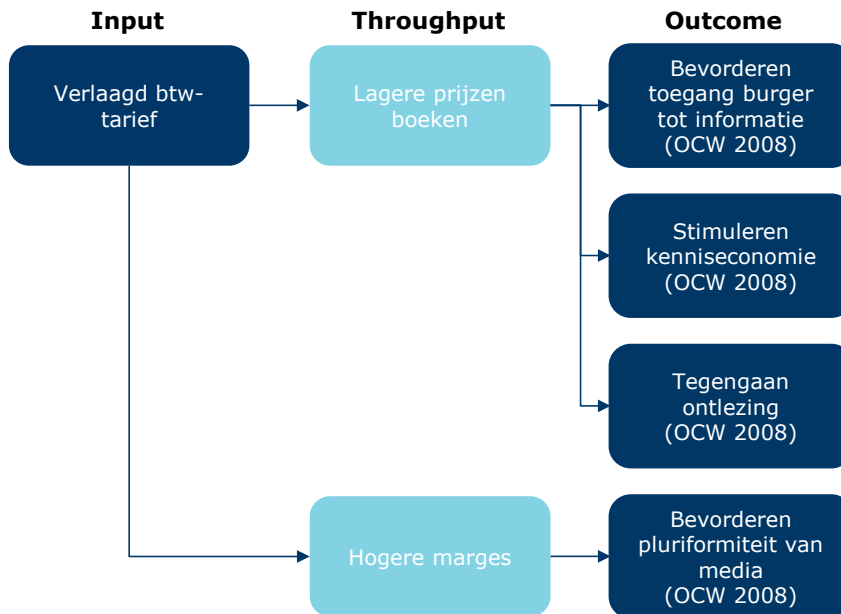 Input
Throughput
Outcome
Verlaagd btw-
tarief
Lagere prijzen
boeken
Bevorderen
toegang burger
tot informatie
(OCW 2008)
Stimuleren
kenniseconomie
(OCW 2008)
Tegengaan
ontlezing
(OCW 2008)
Hogere marges
Bevorderen
pluriformiteit van
media
(OCW 2008)